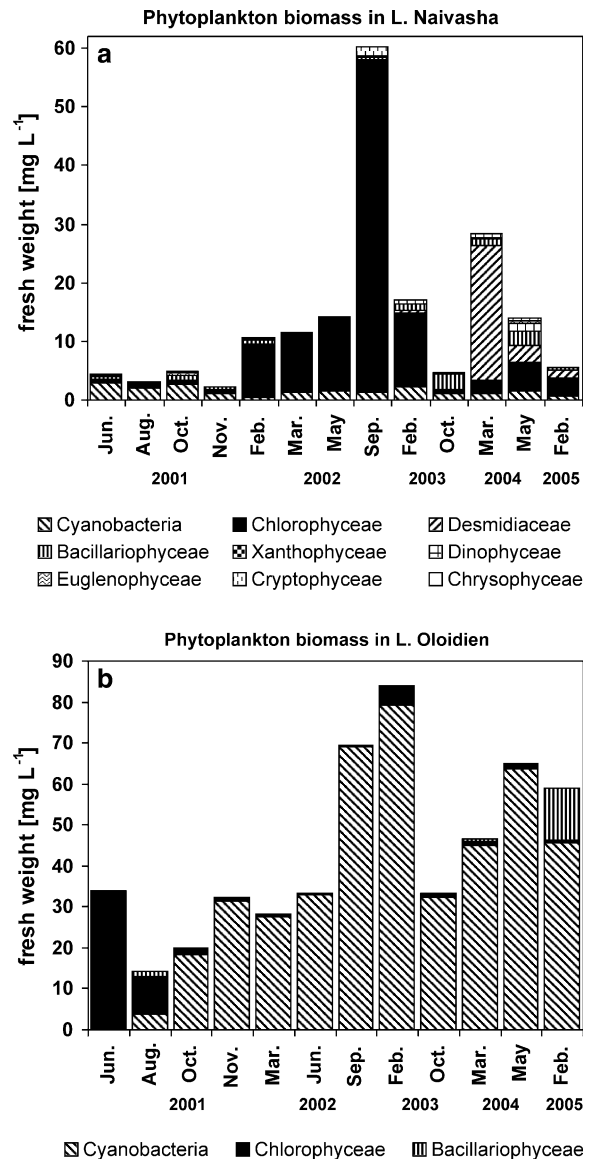 Phytoplankton biomass in L. Naivasha
a
fresh weight [mg L⁻¹]
60
50
40
30
20
10
0
Jun. Aug. Oct. Nov. Feb. Mar. May Sep. Feb. Oct. Mar. May Feb.
2001 2002 2003 2004 2005
Cyanobacteria Chlorophyceae Desmidiaceae
Bacillariophyceae Xanthophyceae Dinophyceae
Euglenophyceae Cryptophyceae Chrysophyceae
Phytoplankton biomass in L. Oloidien
b
fresh weight [mg L⁻¹]
90
80
70
60
50
40
30
20
10
0
Jun. Aug. Oct. Nov. Mar. Jun. Sep. Feb. Oct. Mar. May Feb.
2001 2002 2003 2004 2005
Cyanobacteria Chlorophyceae Bacillariophyceae